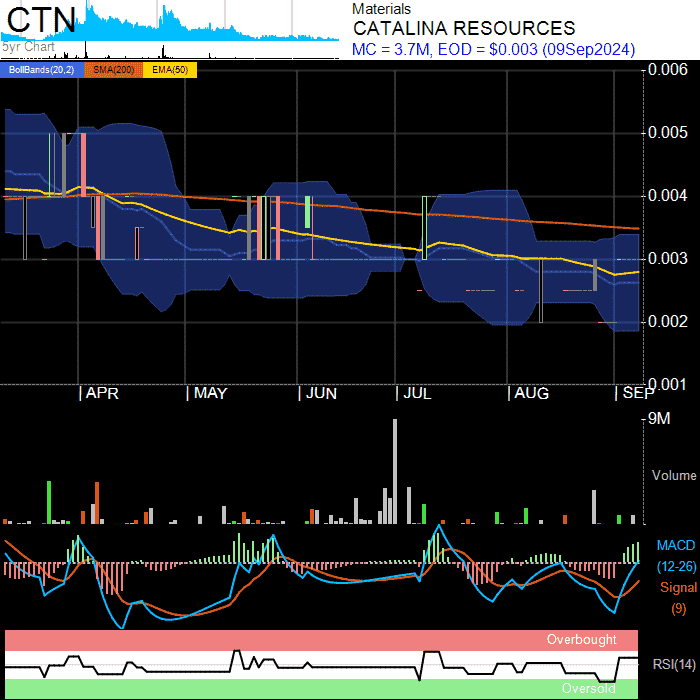 CTN
5yr Chart
Materials
CATALINA RESOURCES
MC = 3.7M, EOD = $0.003 (09Sep2024)
BollBands(20,2) SMA(200) EMA(50)
0.006
0.005
0.004
0.003
0.002
0.001
APR MAY JUN JUL AUG SEP
9M
Volume
MACD
(12-26)
Signal
(9)
Overbought
RSI(14)
Oversold